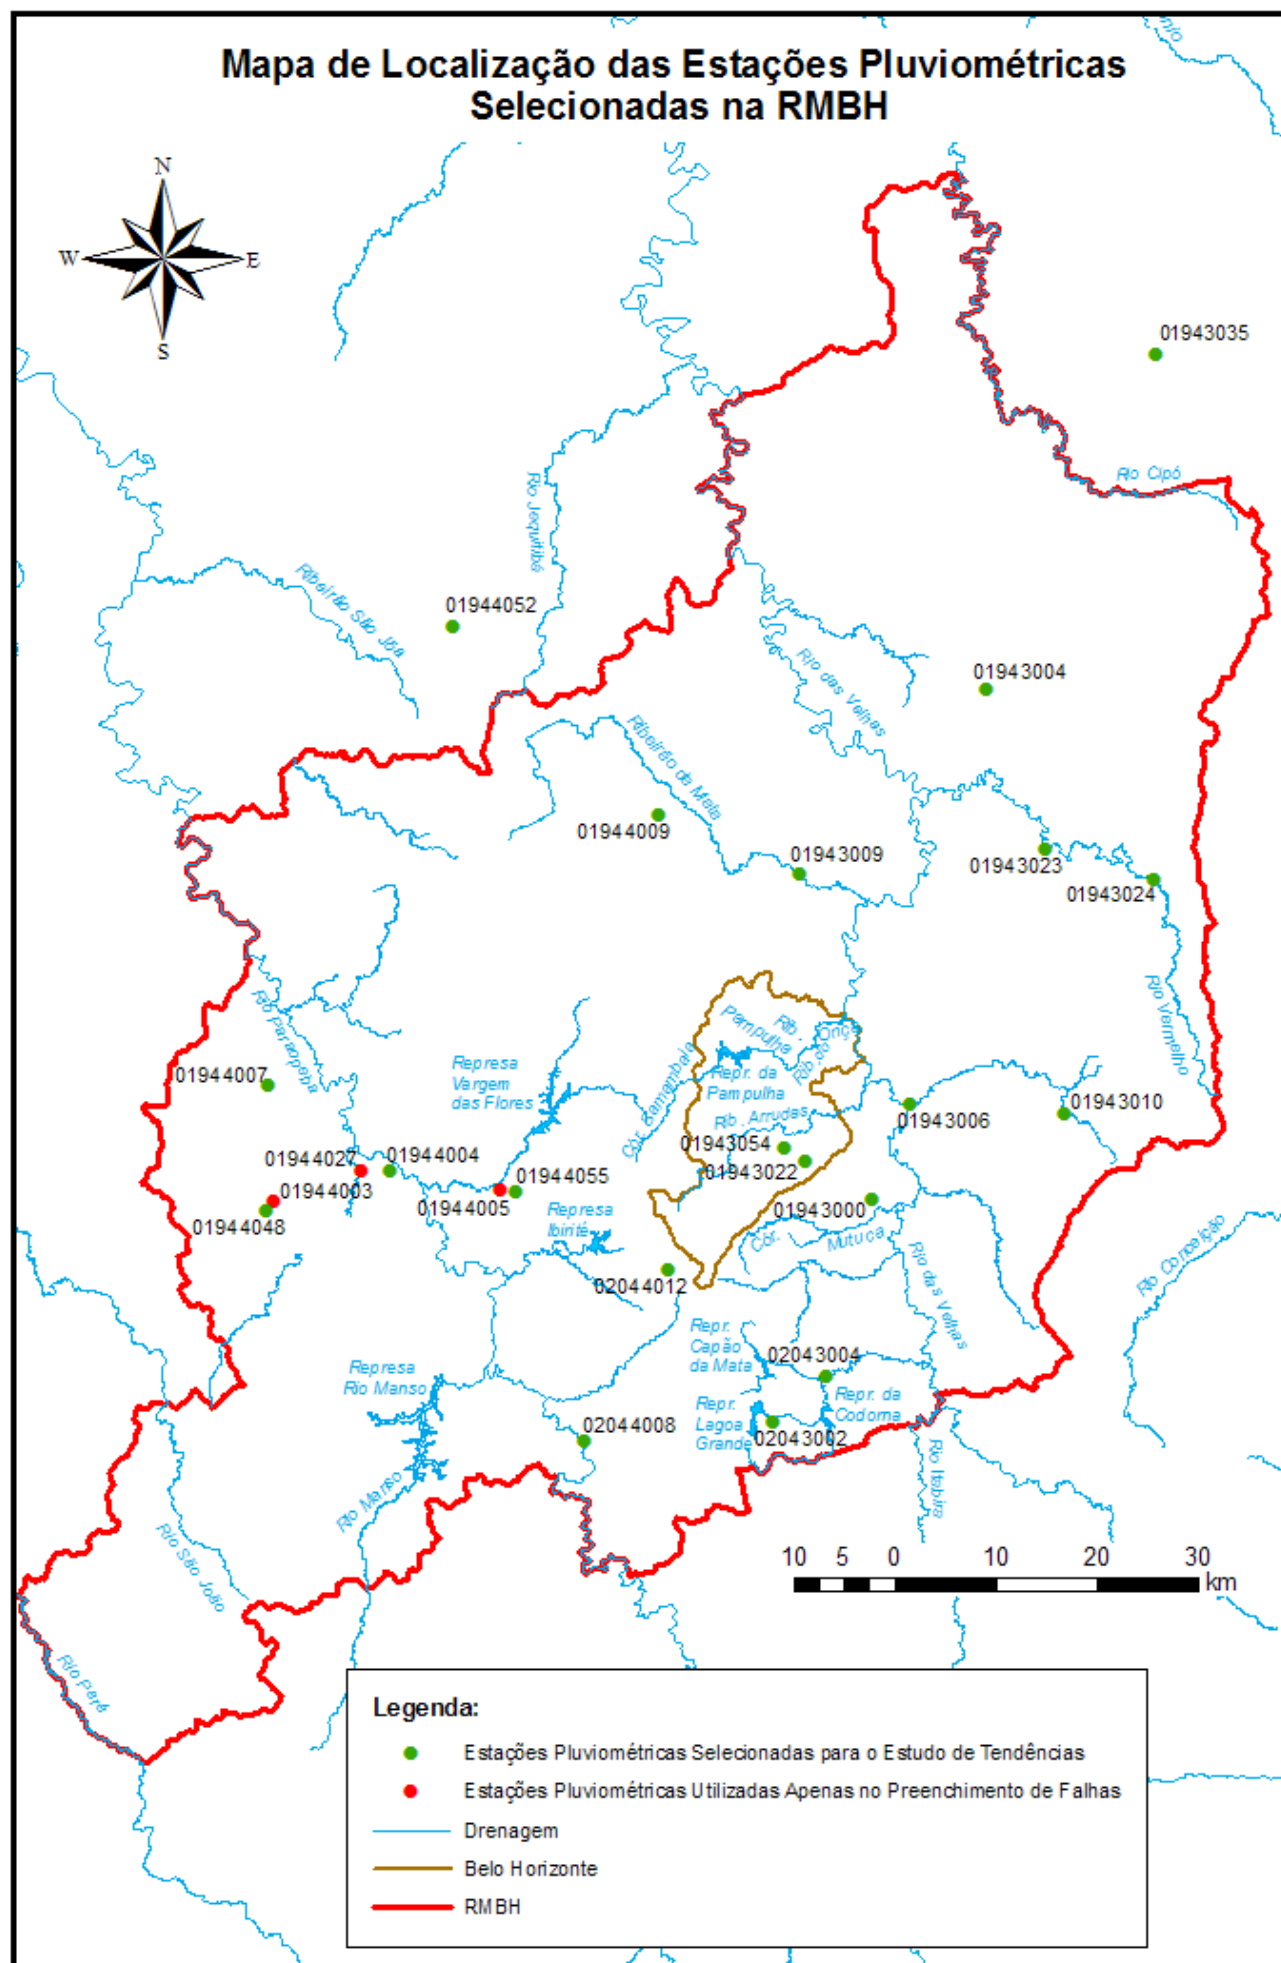 Mapa de Localização das Estações Pluviométricas
Selecionadas na RMBH
N
W
E
S
01943035
Rio Cipó
Rio Jequitibá
Ribeirão São Jõa
01944052
01943004
Rio das Velhas
Ribeirão da Mata
01944009
01943009
01943023
01943024
Rio Vermelho
Rio Paraopeba
01944007
Represa
Vargem
das Flores
Rib.
Pampulha
Rib. do Onça
Repr. da
Pampulha
Rib. Arrudas
01943054
01943022
01943006
01943010
01944027
01944004
01944003
01944048
01944005
01944055
Represa
Ibirité
01943000
Cór.
Mutuca
Rio das Velhas
Rio Conceição
02044012
Repr.
Capão
da Mata
02043004
Represa
Rio Manso
Repr.
Lagoa
Grande
Repr. da
Codorna
02043002
02044008
Rio Itabira
Rio Manso
Rio São João
Rio Pará
10 5 0 10 20 30
km
Legenda:
Estações Pluviométricas Selecionadas para o Estudo de Tendências
Estações Pluviométricas Utilizadas Apenas no Preenchimento de Falhas
Drenagem
Belo Horizonte
RMBH